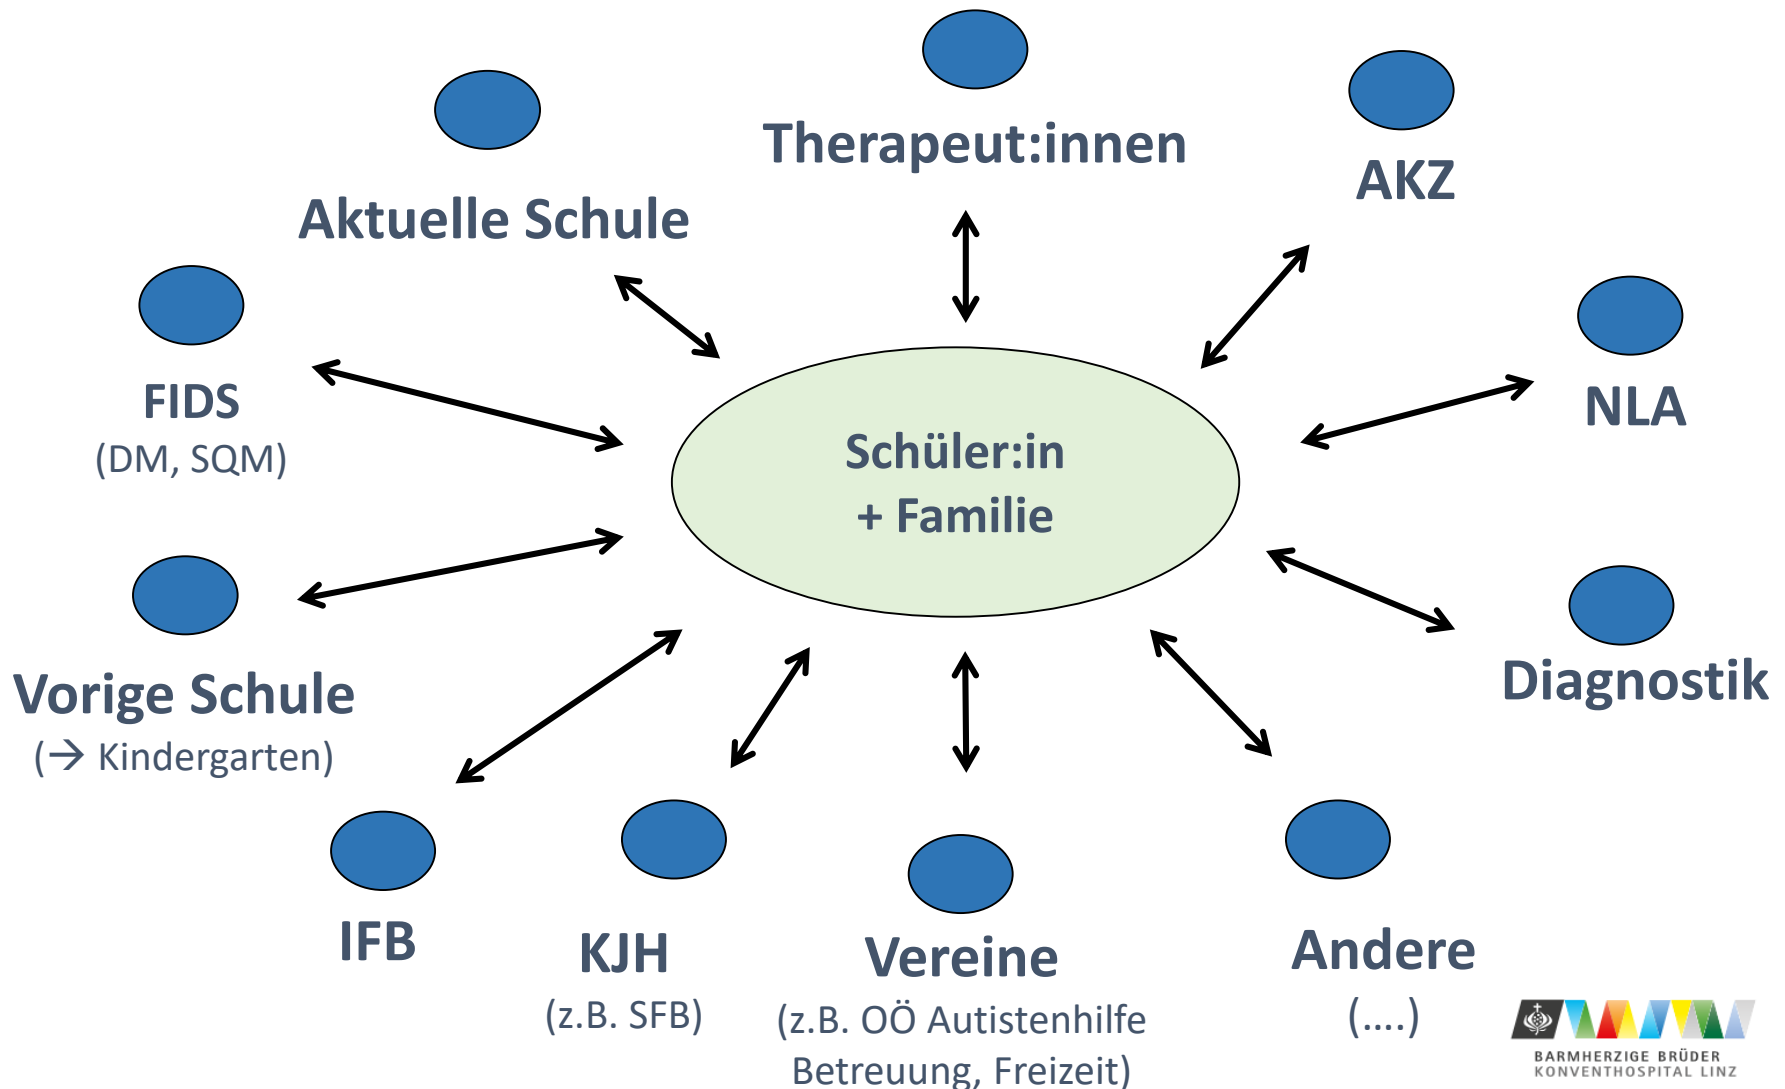 Therapeut:innen
AKZ
Aktuelle Schule
FIDS
(DM, SQM)
NLA
Schüler:in
+ Familie
Vorige Schule
(→ Kindergarten)
Diagnostik
IFB
KJH
(z.B. SFB)
Vereine
(z.B. OÖ Autistenhilfe
Betreuung, Freizeit)
Andere
(....)
BARMHERZIGE BRÜDER
KONVENTHOSPITAL LINZ